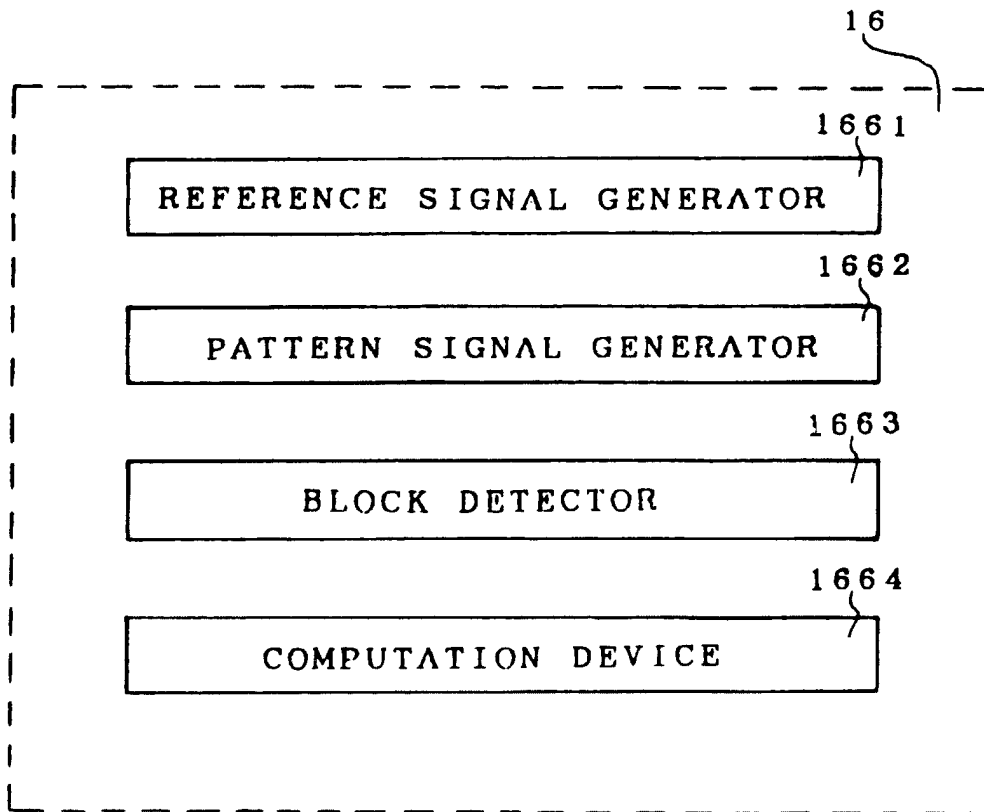 16
1661
REFERENCE SIGNAL GENERATOR
1662
PATTERN SIGNAL GENERATOR
1663
BLOCK DETECTOR
1664
COMPUTATION DEVICE